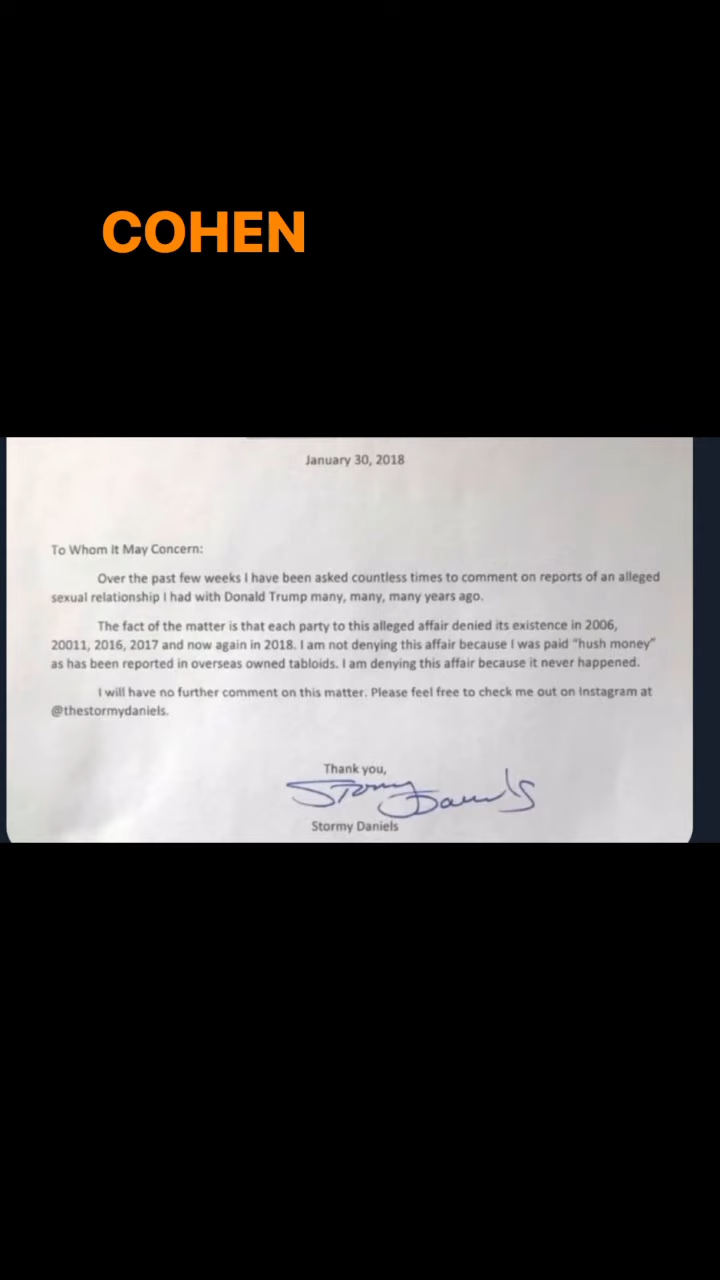 COHEN
January 30, 2018
To Whom It May Concern:
Over the past few weeks I have been asked countless times to comment on reports of an alleged
sexual relationship I had with Donald Trump many, many, many years ago.
The fact of the matter is that each party to this alleged affair denied its existence in 2006,
20011, 2016, 2017 and now again in 2018. I am not denying this affair because I was paid "hush money"
as has been reported in overseas owned tabloids. I am denying this affair because it never happened.
I will have no further comment on this matter. Please feel free to check me out on Instagram at
@thestormydaniels.
Thank you,
Stormy Daniels
Stormy Daniels